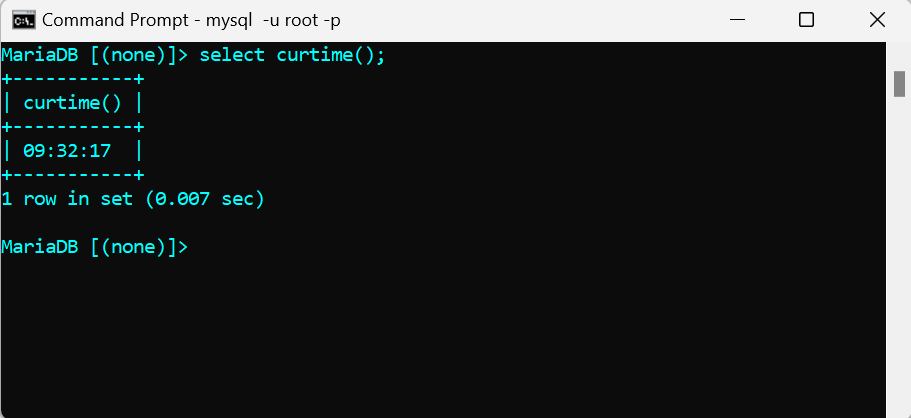 Command Prompt - mysql  -u root -p
MariaDB [(none)]> select curtime();
+-----------+
| curtime() |
+-----------+
| 09:32:17  |
+-----------+
1 row in set (0.007 sec)

MariaDB [(none)]>